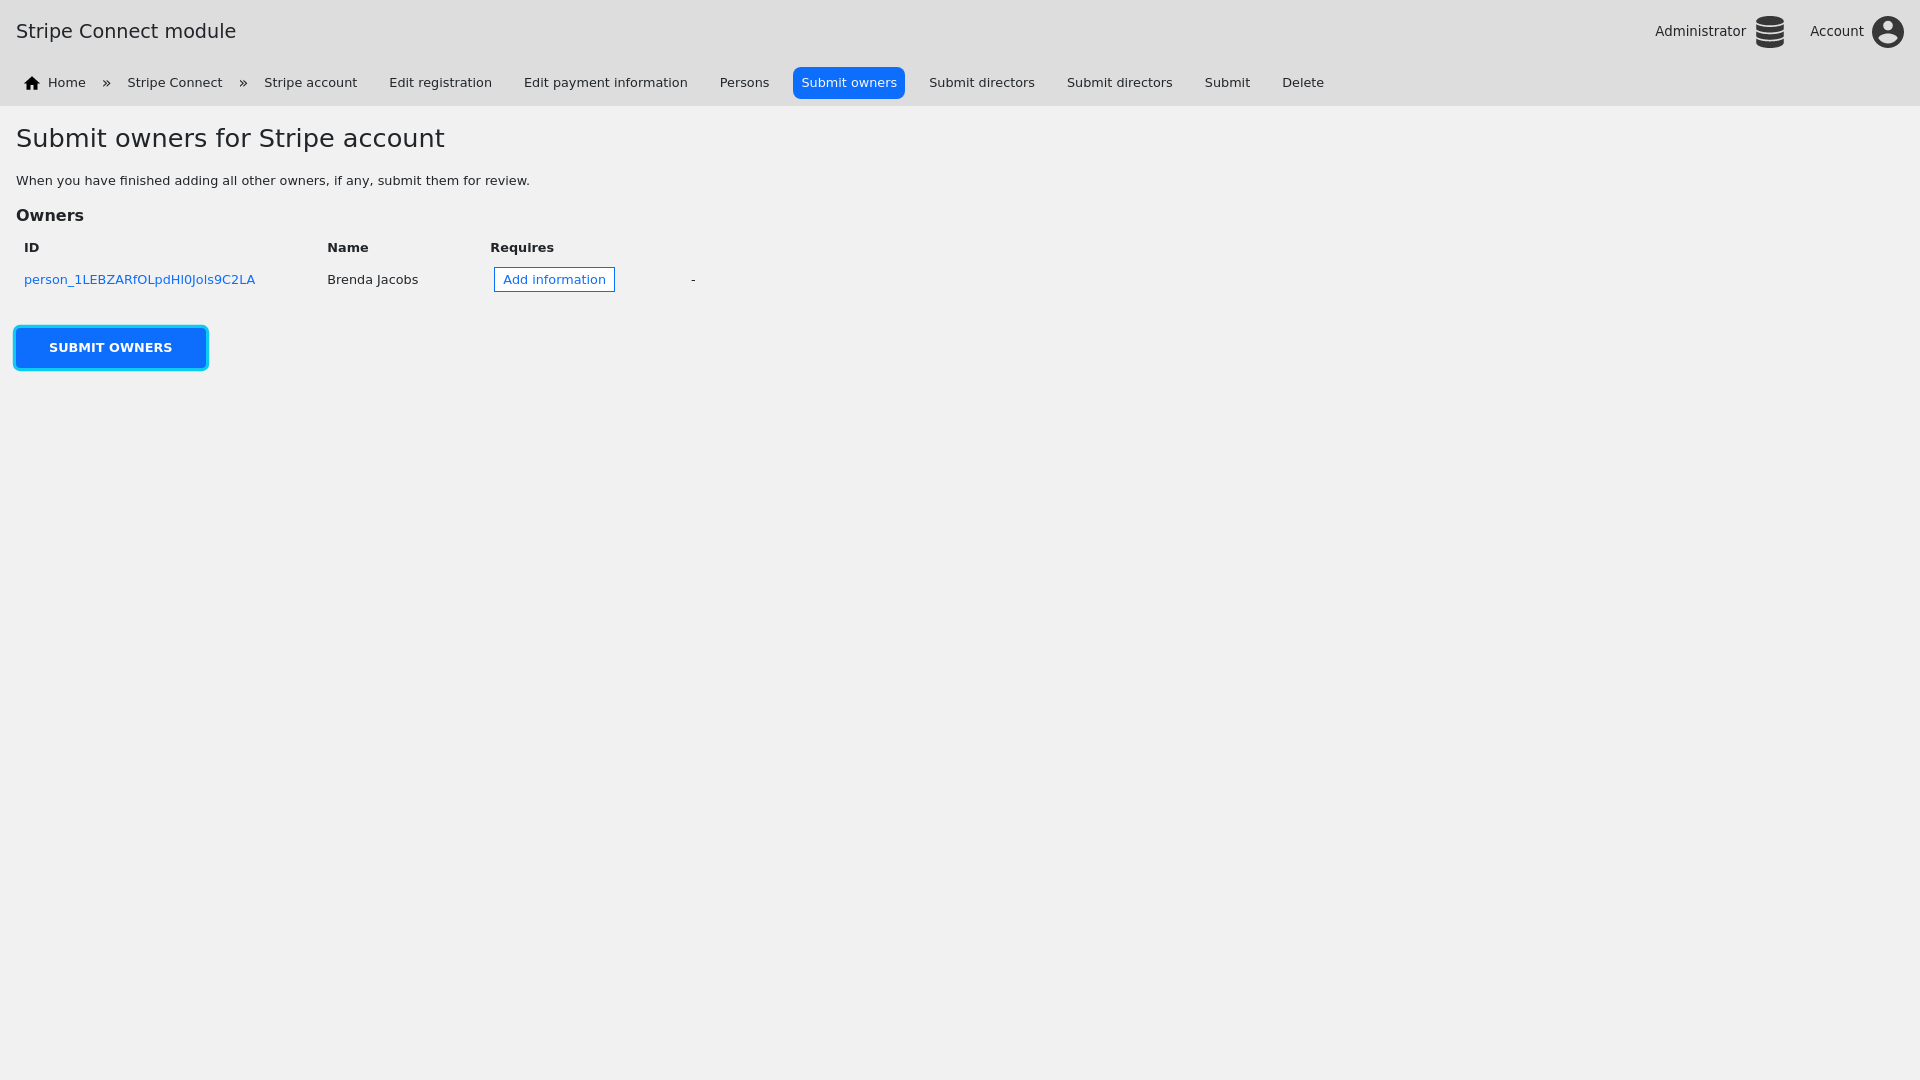 Stripe Connect module
Administrator Account
Home » Stripe Connect » Stripe account Edit registration Edit payment information Persons Submit owners Submit directors Submit directors Submit Delete
Submit owners for Stripe account
When you have finished adding all other owners, if any, submit them for review.
Owners
ID Name Requires
person_1LEBZARfOLpdHI0Jols9C2LA Brenda Jacobs Add information -
SUBMIT OWNERS